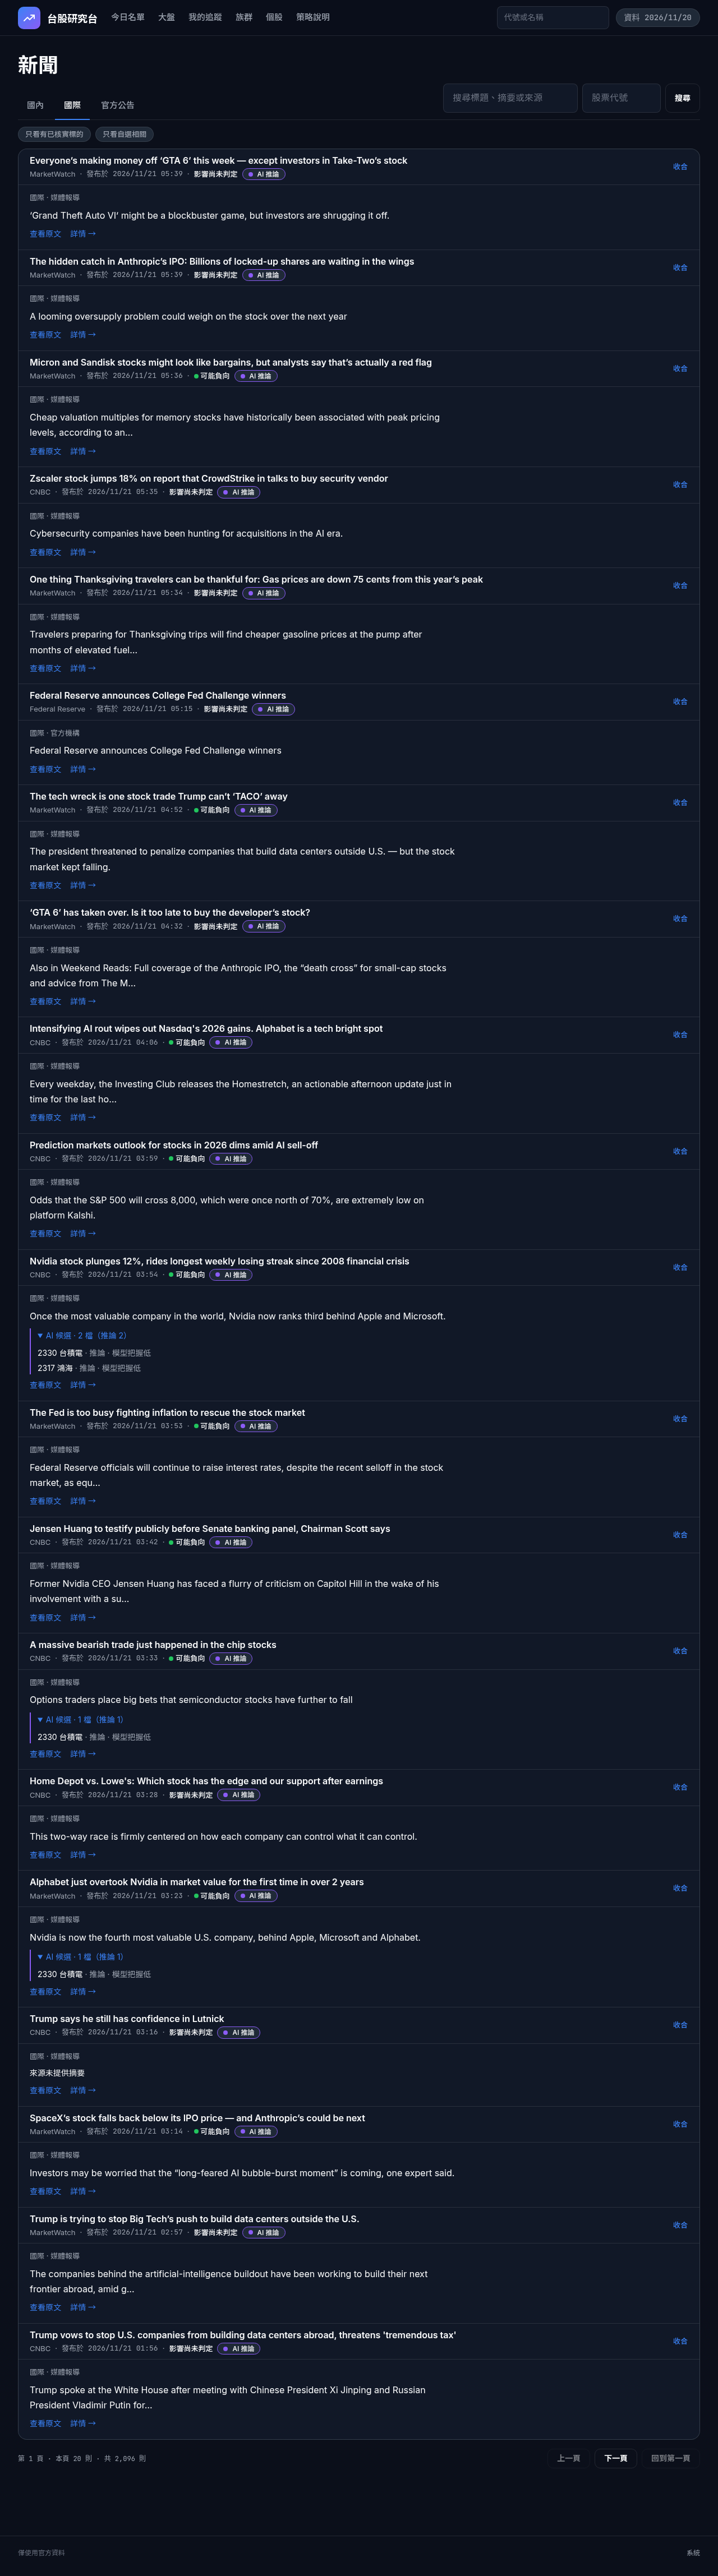 台股研究台 今日名單 大盤 我的追蹤 族群 個股 策略說明 代號或名稱 資料 2026/11/20
新聞
國內 國際 官方公告 搜尋標題、摘要或來源 股票代號 搜尋
只看有已核實標的 只看自選相關
Everyone’s making money off ‘GTA 6’ this week — except investors in Take-Two’s stock
收合
MarketWatch · 發布於 2026/11/21 05:39 · 影響尚未判定 AI 推論
國際 · 媒體報導
‘Grand Theft Auto VI’ might be a blockbuster game, but investors are shrugging it off.
查看原文 詳情 →
The hidden catch in Anthropic’s IPO: Billions of locked-up shares are waiting in the wings
收合
MarketWatch · 發布於 2026/11/21 05:39 · 影響尚未判定 AI 推論
國際 · 媒體報導
A looming oversupply problem could weigh on the stock over the next year
查看原文 詳情 →
Micron and Sandisk stocks might look like bargains, but analysts say that’s actually a red flag
收合
MarketWatch · 發布於 2026/11/21 05:36 · 可能負向 AI 推論
國際 · 媒體報導
Cheap valuation multiples for memory stocks have historically been associated with peak pricing
levels, according to an…
查看原文 詳情 →
Zscaler stock jumps 18% on report that CrowdStrike in talks to buy security vendor
收合
CNBC · 發布於 2026/11/21 05:35 · 影響尚未判定 AI 推論
國際 · 媒體報導
Cybersecurity companies have been hunting for acquisitions in the AI era.
查看原文 詳情 →
One thing Thanksgiving travelers can be thankful for: Gas prices are down 75 cents from this year’s peak
收合
MarketWatch · 發布於 2026/11/21 05:34 · 影響尚未判定 AI 推論
國際 · 媒體報導
Travelers preparing for Thanksgiving trips will find cheaper gasoline prices at the pump after
months of elevated fuel…
查看原文 詳情 →
Federal Reserve announces College Fed Challenge winners
收合
Federal Reserve · 發布於 2026/11/21 05:15 · 影響尚未判定 AI 推論
國際 · 官方機構
Federal Reserve announces College Fed Challenge winners
查看原文 詳情 →
The tech wreck is one stock trade Trump can’t ‘TACO’ away
收合
MarketWatch · 發布於 2026/11/21 04:52 · 可能負向 AI 推論
國際 · 媒體報導
The president threatened to penalize companies that build data centers outside U.S. — but the stock
market kept falling.
查看原文 詳情 →
‘GTA 6’ has taken over. Is it too late to buy the developer’s stock?
收合
MarketWatch · 發布於 2026/11/21 04:32 · 影響尚未判定 AI 推論
國際 · 媒體報導
Also in Weekend Reads: Full coverage of the Anthropic IPO, the “death cross” for small-cap stocks
and advice from The M…
查看原文 詳情 →
Intensifying AI rout wipes out Nasdaq's 2026 gains. Alphabet is a tech bright spot
收合
CNBC · 發布於 2026/11/21 04:06 · 可能負向 AI 推論
國際 · 媒體報導
Every weekday, the Investing Club releases the Homestretch, an actionable afternoon update just in
time for the last ho…
查看原文 詳情 →
Prediction markets outlook for stocks in 2026 dims amid AI sell-off
收合
CNBC · 發布於 2026/11/21 03:59 · 可能負向 AI 推論
國際 · 媒體報導
Odds that the S&P 500 will cross 8,000, which were once north of 70%, are extremely low on
platform Kalshi.
查看原文 詳情 →
Nvidia stock plunges 12%, rides longest weekly losing streak since 2008 financial crisis
收合
CNBC · 發布於 2026/11/21 03:54 · 可能負向 AI 推論
國際 · 媒體報導
Once the most valuable company in the world, Nvidia now ranks third behind Apple and Microsoft.
▼ AI 候選 · 2 檔（推論 2）
2330 台積電 · 推論 · 模型把握低
2317 鴻海 · 推論 · 模型把握低
查看原文 詳情 →
The Fed is too busy fighting inflation to rescue the stock market
收合
MarketWatch · 發布於 2026/11/21 03:53 · 可能負向 AI 推論
國際 · 媒體報導
Federal Reserve officials will continue to raise interest rates, despite the recent selloff in the stock
market, as equ…
查看原文 詳情 →
Jensen Huang to testify publicly before Senate banking panel, Chairman Scott says
收合
CNBC · 發布於 2026/11/21 03:42 · 可能負向 AI 推論
國際 · 媒體報導
Former Nvidia CEO Jensen Huang has faced a flurry of criticism on Capitol Hill in the wake of his
involvement with a su…
查看原文 詳情 →
A massive bearish trade just happened in the chip stocks
收合
CNBC · 發布於 2026/11/21 03:33 · 可能負向 AI 推論
國際 · 媒體報導
Options traders place big bets that semiconductor stocks have further to fall
▼ AI 候選 · 1 檔（推論 1）
2330 台積電 · 推論 · 模型把握低
查看原文 詳情 →
Home Depot vs. Lowe's: Which stock has the edge and our support after earnings
收合
CNBC · 發布於 2026/11/21 03:28 · 影響尚未判定 AI 推論
國際 · 媒體報導
This two-way race is firmly centered on how each company can control what it can control.
查看原文 詳情 →
Alphabet just overtook Nvidia in market value for the first time in over 2 years
收合
MarketWatch · 發布於 2026/11/21 03:23 · 可能負向 AI 推論
國際 · 媒體報導
Nvidia is now the fourth most valuable U.S. company, behind Apple, Microsoft and Alphabet.
▼ AI 候選 · 1 檔（推論 1）
2330 台積電 · 推論 · 模型把握低
查看原文 詳情 →
Trump says he still has confidence in Lutnick
收合
CNBC · 發布於 2026/11/21 03:16 · 影響尚未判定 AI 推論
國際 · 媒體報導
來源未提供摘要
查看原文 詳情 →
SpaceX’s stock falls back below its IPO price — and Anthropic’s could be next
收合
MarketWatch · 發布於 2026/11/21 03:14 · 可能負向 AI 推論
國際 · 媒體報導
Investors may be worried that the “long-feared AI bubble-burst moment” is coming, one expert said.
查看原文 詳情 →
Trump is trying to stop Big Tech’s push to build data centers outside the U.S.
收合
MarketWatch · 發布於 2026/11/21 02:57 · 影響尚未判定 AI 推論
國際 · 媒體報導
The companies behind the artificial-intelligence buildout have been working to build their next
frontier abroad, amid g…
查看原文 詳情 →
Trump vows to stop U.S. companies from building data centers abroad, threatens 'tremendous tax'
收合
CNBC · 發布於 2026/11/21 01:56 · 影響尚未判定 AI 推論
國際 · 媒體報導
Trump spoke at the White House after meeting with Chinese President Xi Jinping and Russian
President Vladimir Putin for…
查看原文 詳情 →
第 1 頁 · 本頁 20 則 · 共 2,096 則 上一頁 下一頁 回到第一頁
僅使用官方資料 系統